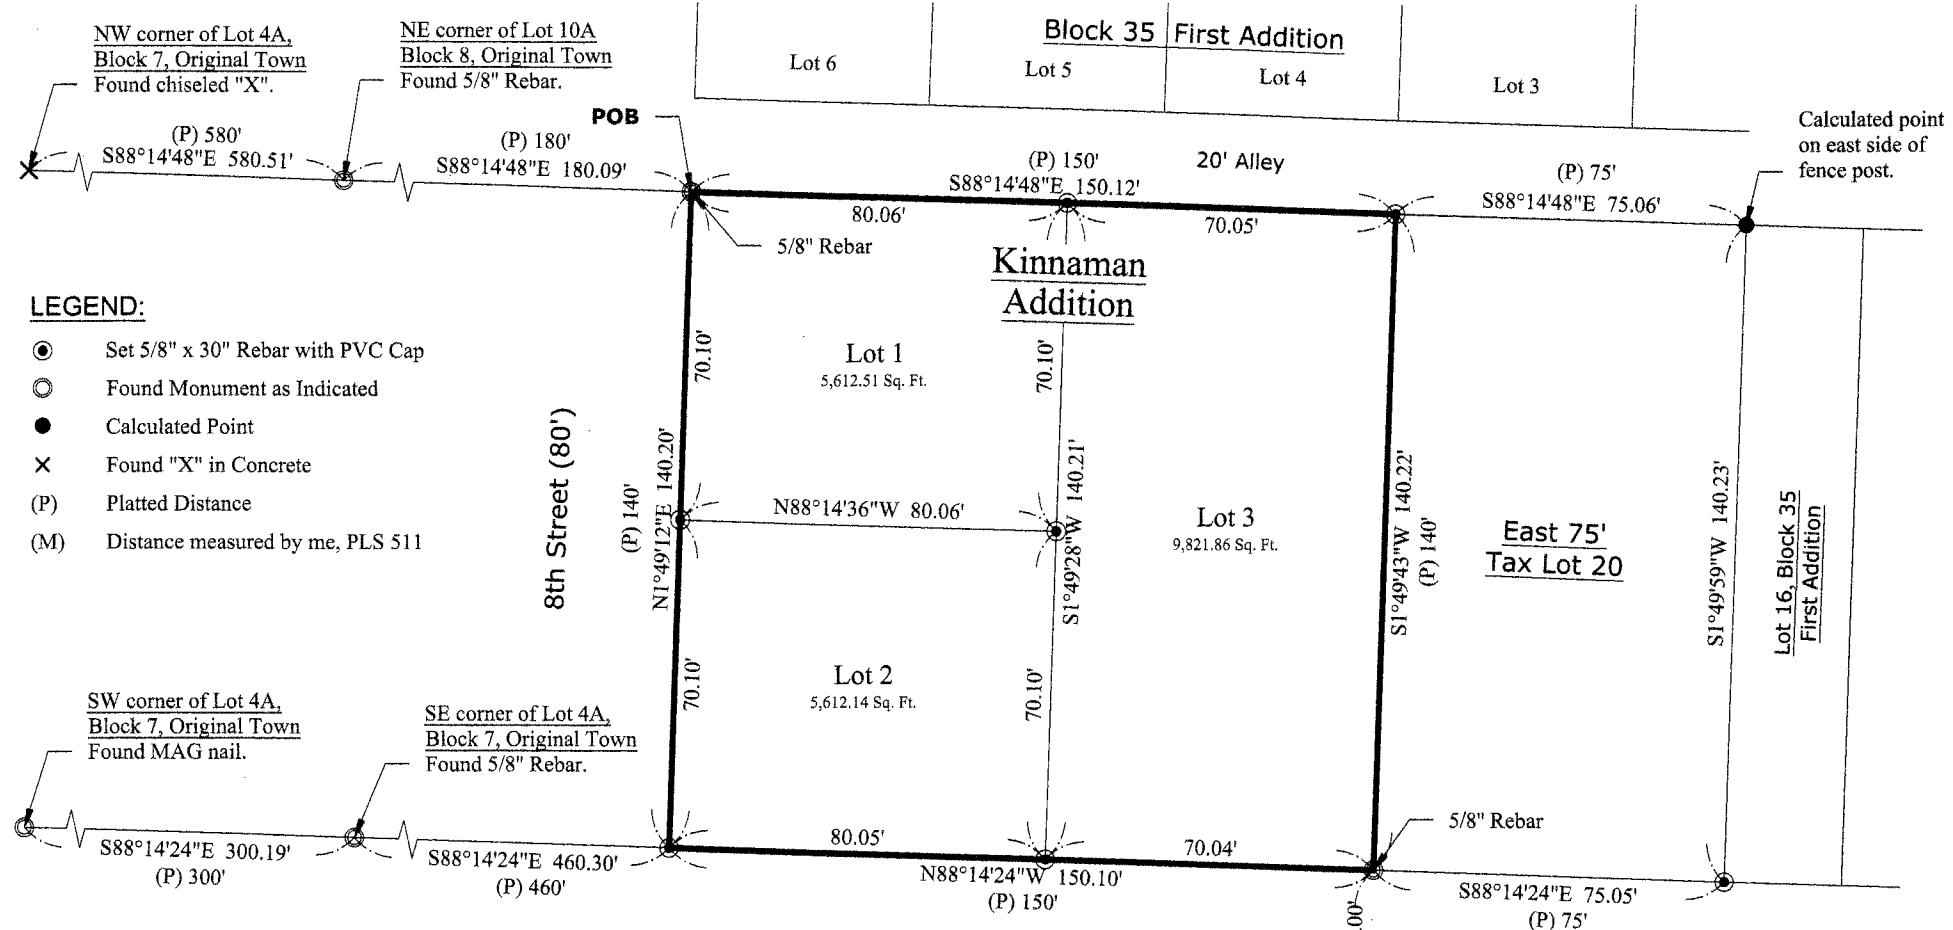 NW corner of Lot 4A,
Block 7, Original Town
Found chiseled "X".
NE corner of Lot 10A
Block 8, Original Town
Found 5/8" Rebar.
Block 35 First Addition
Lot 6
Lot 5
Lot 4
Lot 3
POB
Calculated point
on east side of
fence post.
(P) 580'
S88°14'48"E 580.51'
(P) 180'
S88°14'48"E 180.09'
(P) 150'
S88°14'48"E 150.12'
20' Alley
(P) 75'
S88°14'48"E 75.06'
80.06'
70.05'
5/8" Rebar
Kinnaman
Addition
LEGEND:
Set 5/8" x 30" Rebar with PVC Cap
Found Monument as Indicated
Calculated Point
Found "X" in Concrete
(P) Platted Distance
(M) Distance measured by me, PLS 511
8th Street (80')
(P) 140'
N1°49'12"E 140.20'
70.10'
70.10'
Lot 1
5,612.51 Sq. Ft.
70.10'
S1°49'28"W 140.21'
70.10'
N88°14'36"W 80.06'
Lot 2
5,612.14 Sq. Ft.
Lot 3
9,821.86 Sq. Ft.
S1°49'43"W 140.22'
(P) 140'
East 75'
Tax Lot 20
S1°49'59"W 140.23'
Lot 16, Block 35
First Addition
SW corner of Lot 4A,
Block 7, Original Town
Found MAG nail.
SE corner of Lot 4A,
Block 7, Original Town
Found 5/8" Rebar.
5/8" Rebar
80.05'
70.04'
S88°14'24"E 300.19'
(P) 300'
S88°14'24"E 460.30'
(P) 460'
N88°14'24"W 150.10'
(P) 150'
S88°14'24"E 75.05'
(P) 75'
.00'